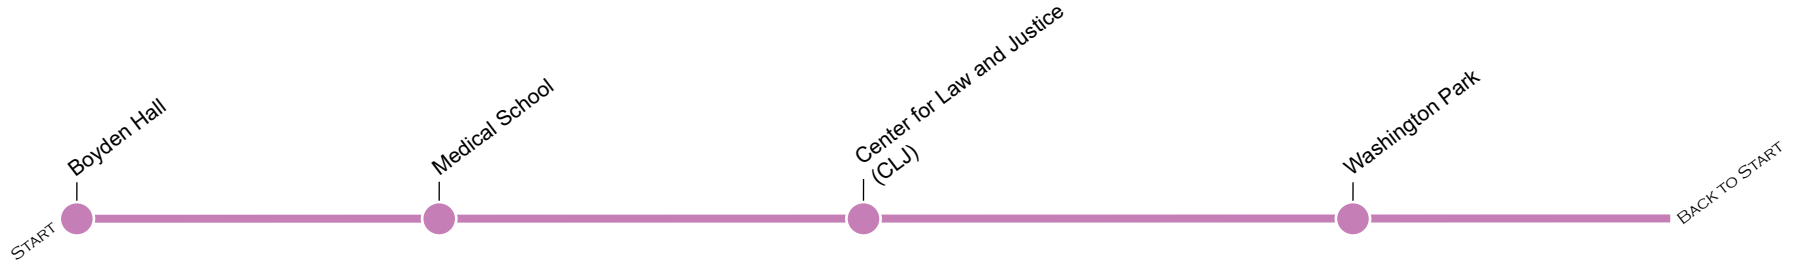 START
Boyden Hall
Medical School
Center for Law and Justice
(CLJ)
Washington Park
BACK TO START